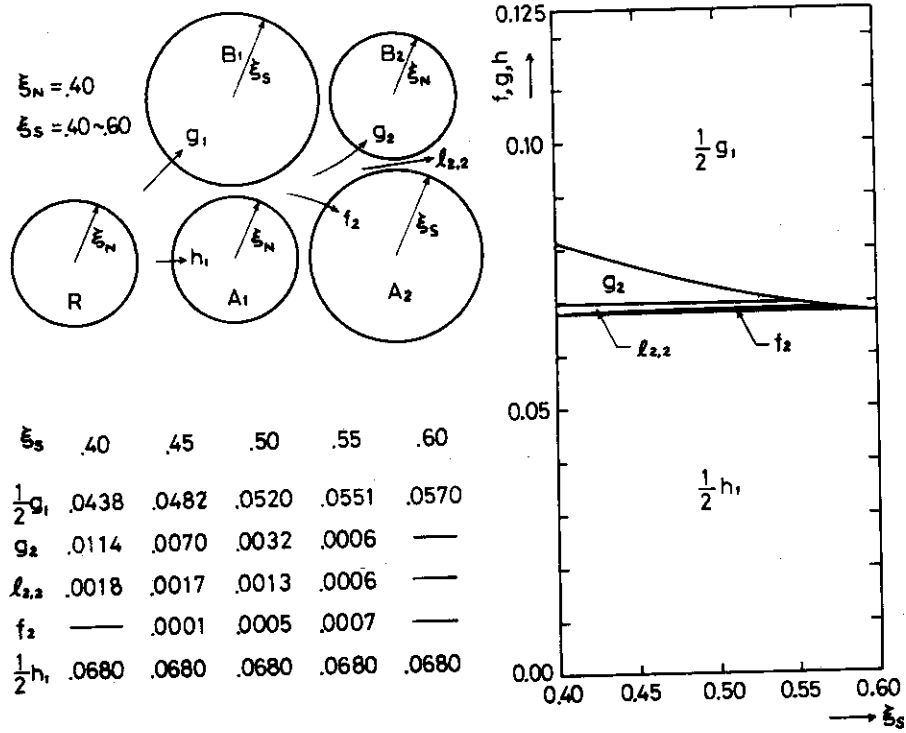 B₁
ξS
B₂
ξN
ξN = .40
ξS = .40~.60
g₁
g₂
ℓ₂,₂
f₂
ξN
R
h₁
ξN
A₁
ξS
A₂
ξS .40 .45 .50 .55 .60
½g₁ .0438 .0482 .0520 .0551 .0570
g₂ .0114 .0070 .0032 .0006 —
ℓ₂,₂ .0018 .0017 .0013 .0006 —
f₂ — .0001 .0005 .0007 —
½h₁ .0680 .0680 .0680 .0680 .0680
0.125
f, g, h →
0.10
½g₁
g₂
ℓ₂,₂
f₂
0.05
½h₁
0.00
0.40 0.45 0.50 0.55 0.60
→ ξS